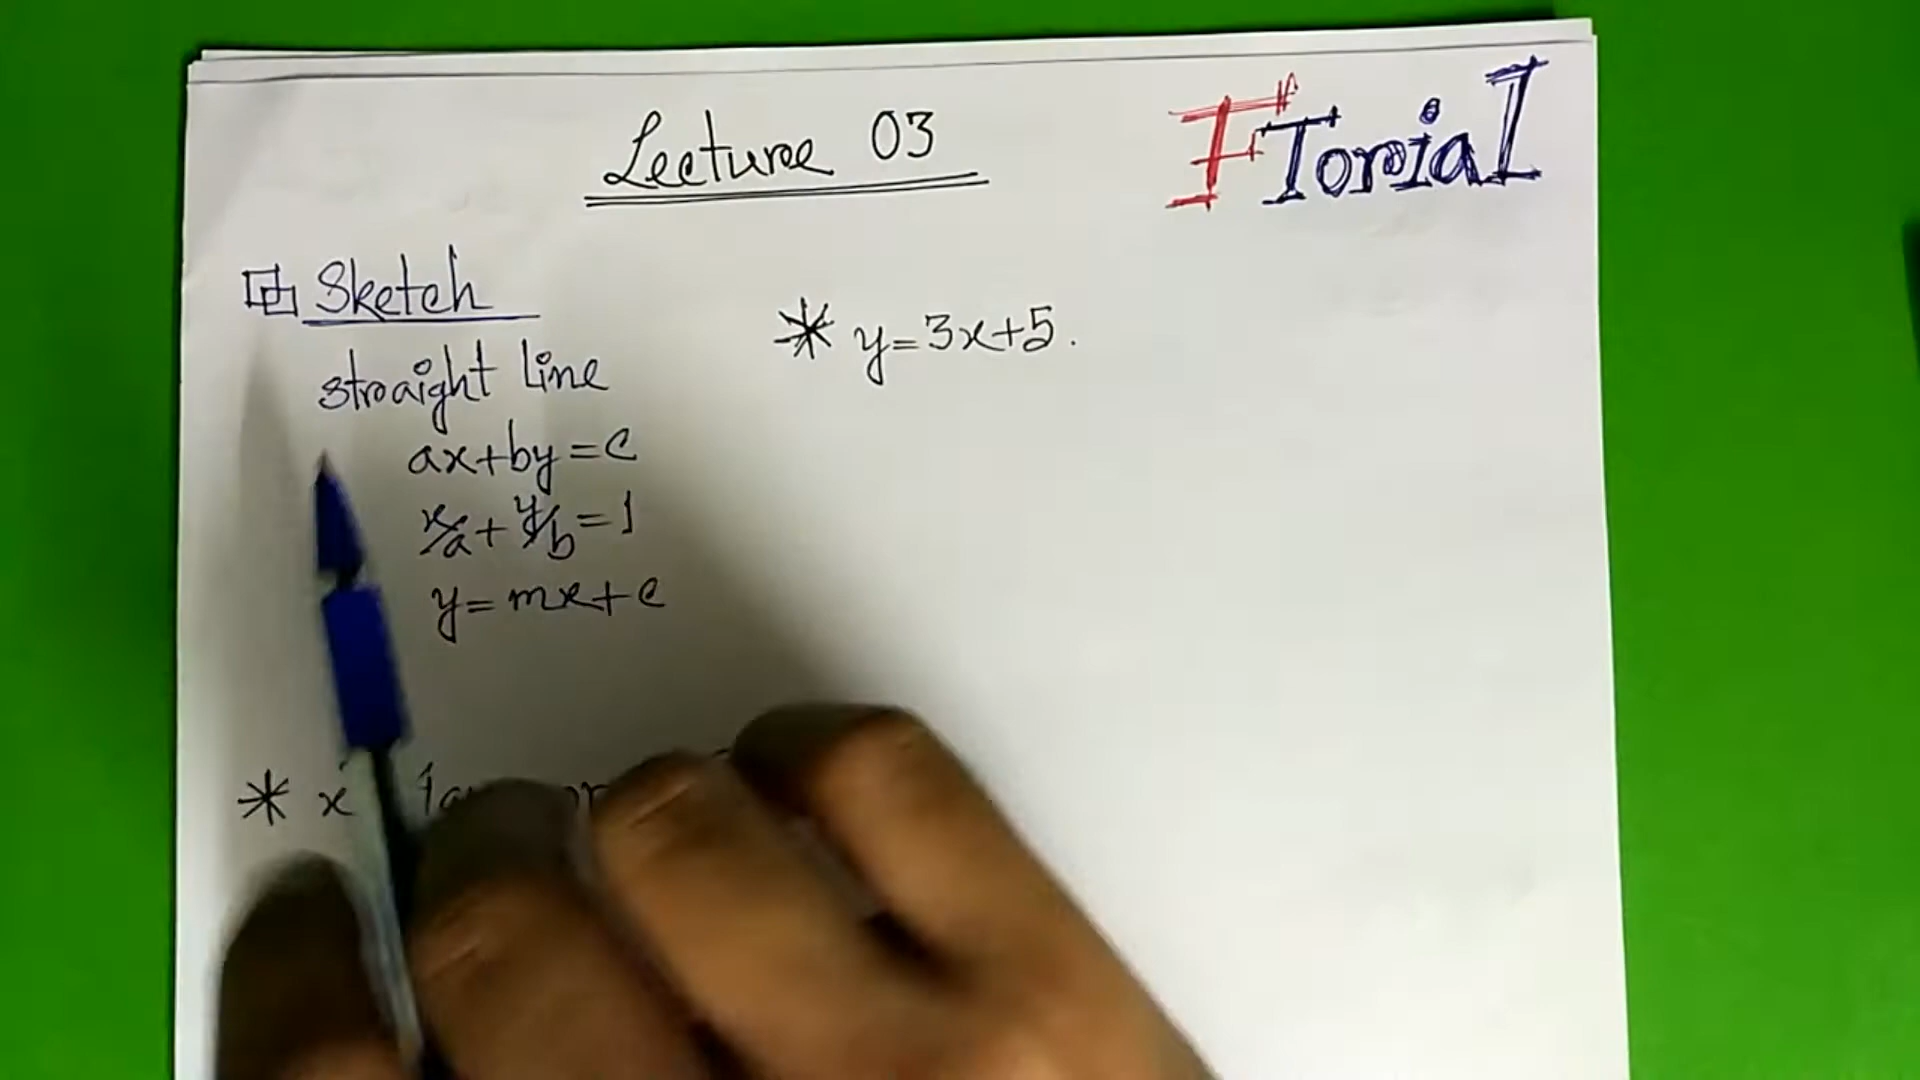 Lecture 03
FTorial
Sketch
straight line
ax+by=c
x/a + y/b = 1
y = mx+c
* y=3x+5.
* x